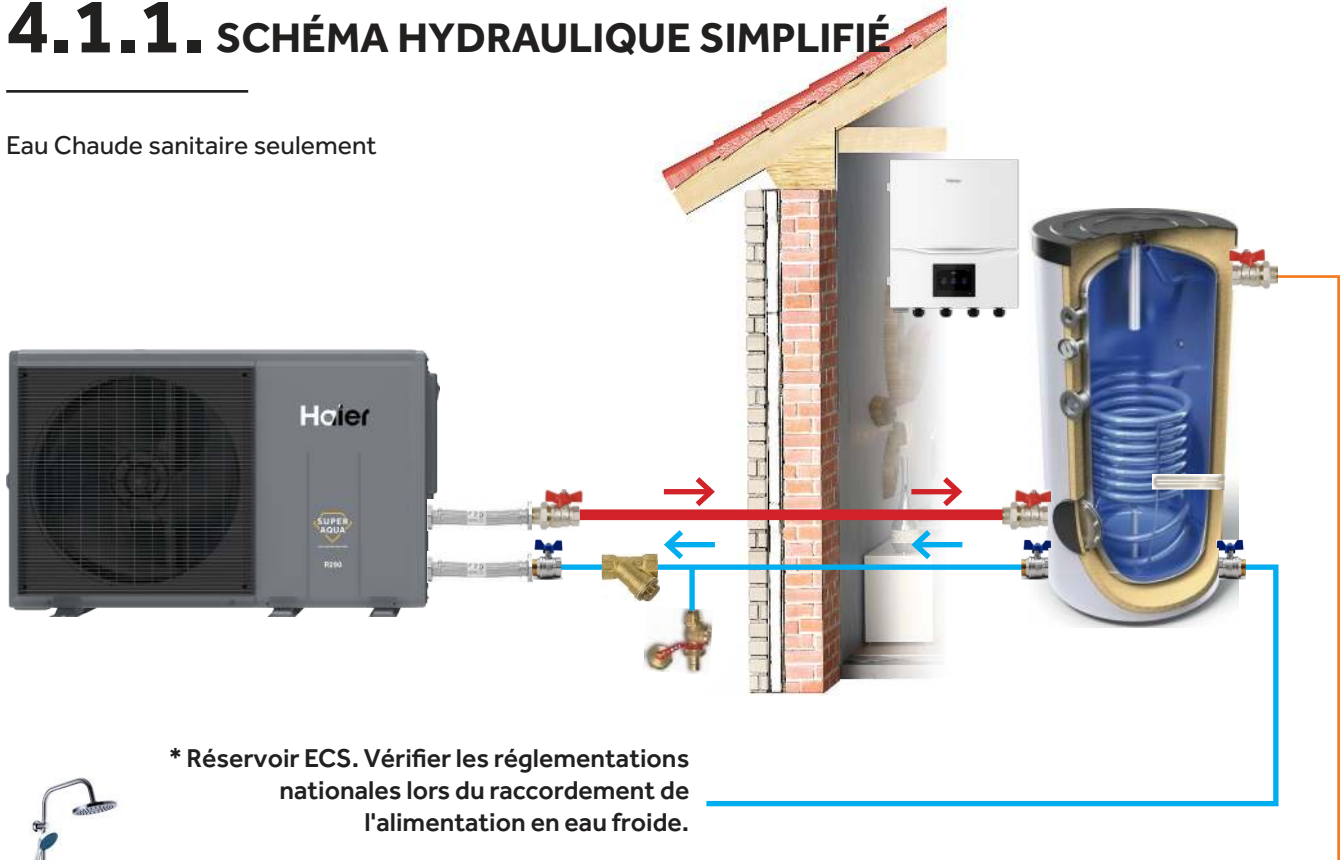 4.1.1. SCHÉMA HYDRAULIQUE SIMPLIFIÉ
Eau Chaude sanitaire seulement
Haier
SUPER
AQUA
R290
* Réservoir ECS. Vérifier les réglementations
nationales lors du raccordement de
l'alimentation en eau froide.